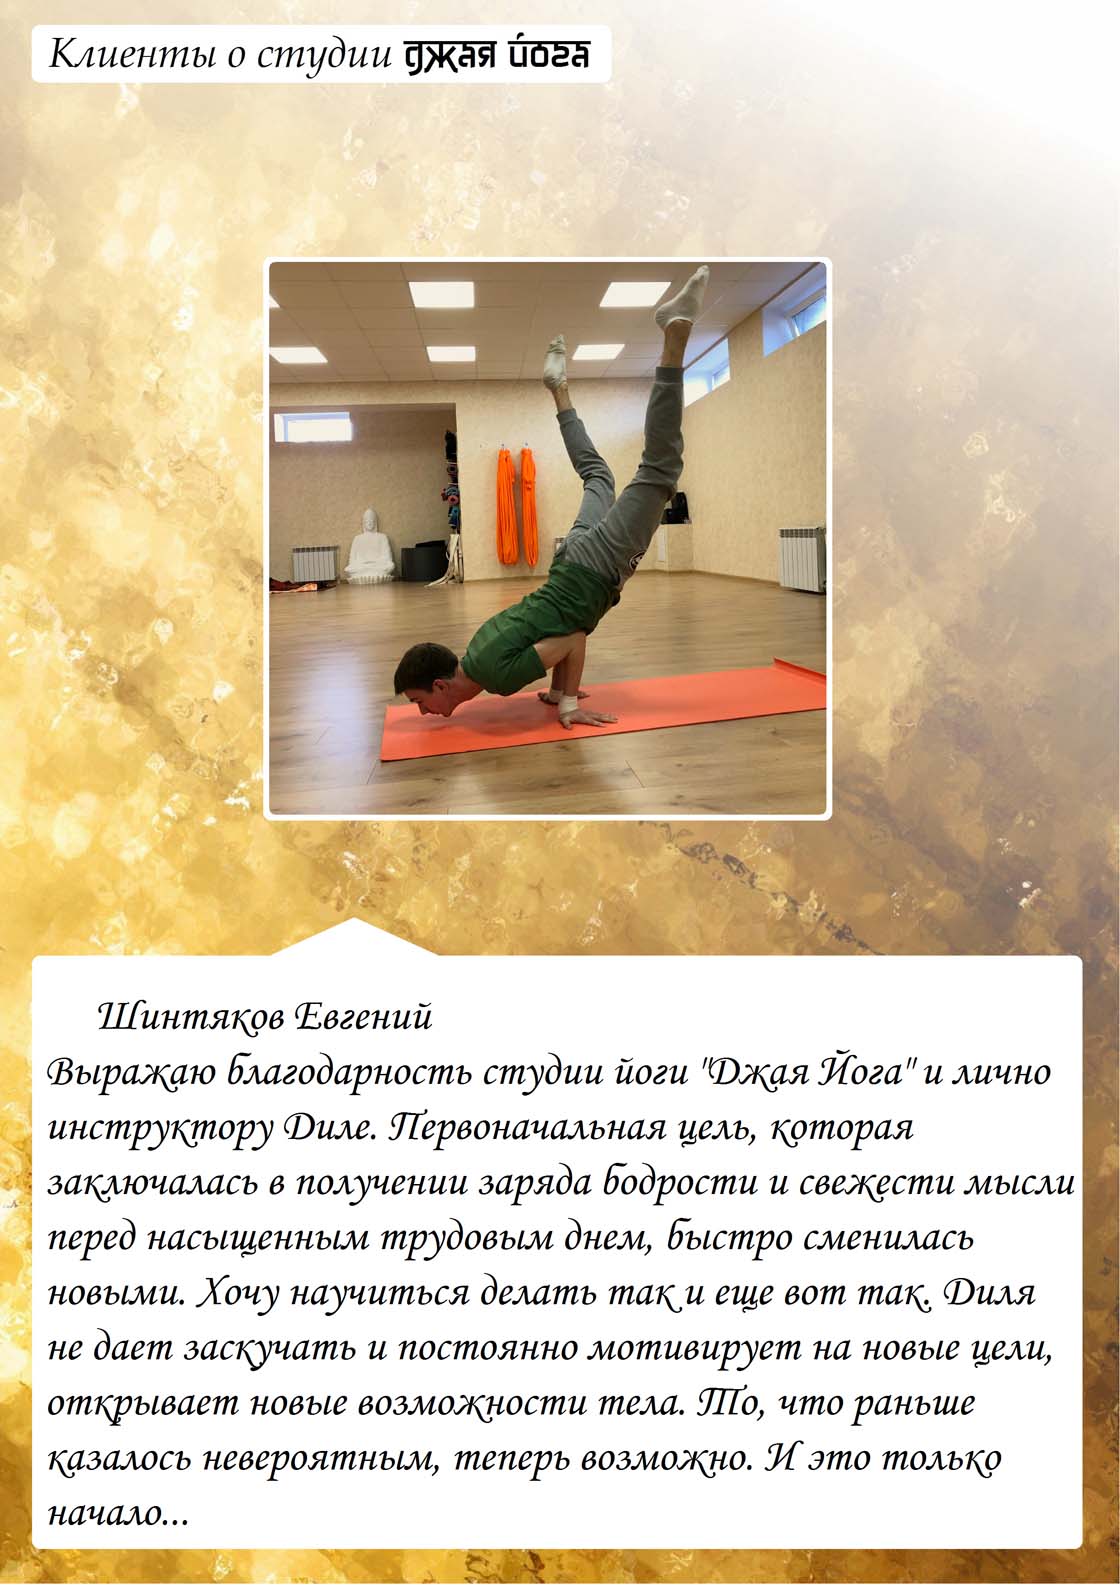 Клиенты о студии джая йога
Шинтяков Евгений
Выражаю благодарность студии йоги "Джая Йога" и лично
инструктору Диле. Первоначальная цель, которая
заключалась в получении заряда бодрости и свежести мысли
перед насыщенным трудовым днем, быстро сменилась
новыми. Хочу научиться делать так и еще вот так. Диля
не дает заскучать и постоянно мотивирует на новые цели,
открывает новые возможности тела. То, что раньше
казалось невероятным, теперь возможно. И это только
начало...